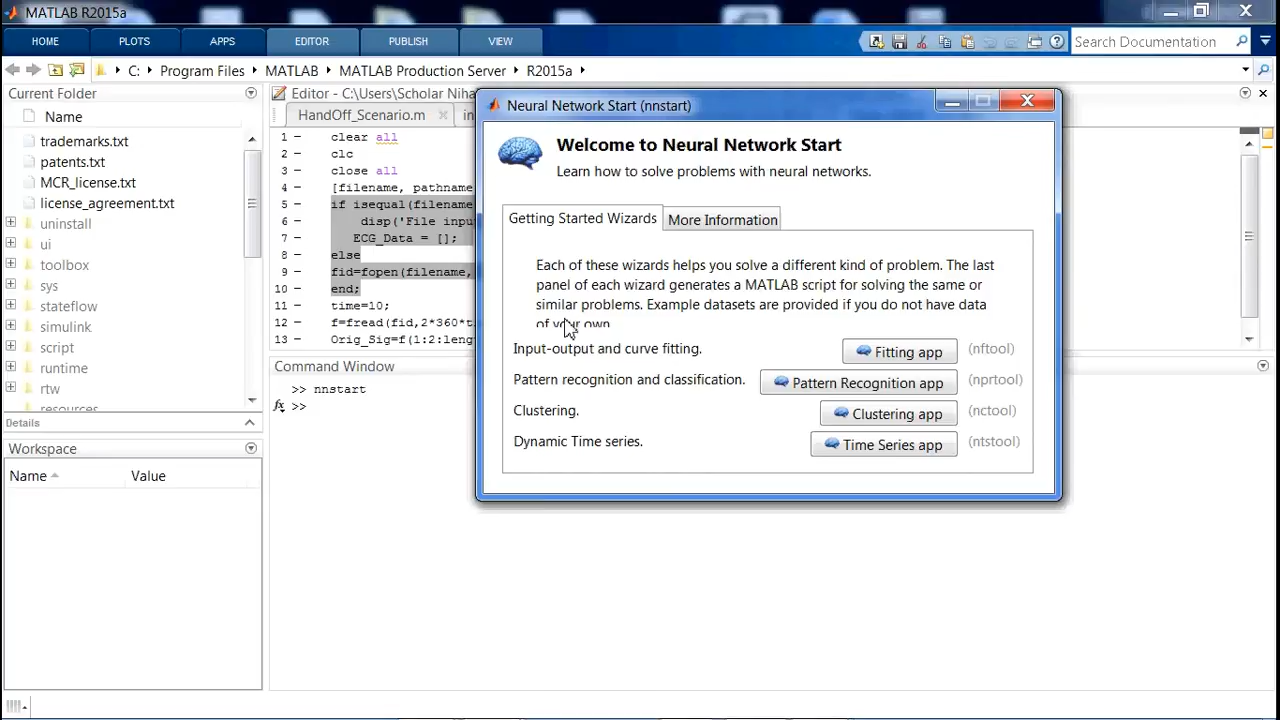 MATLAB R2015a
HOME
PLOTS
APPS
EDITOR
PUBLISH
VIEW
Search Documentation
C:
Program Files
MATLAB
MATLAB Production Server
R2015a
Current Folder
Name
trademarks.txt
patents.txt
MCR_license.txt
license_agreement.txt
uninstall
ui
toolbox
sys
stateflow
simulink
script
runtime
rtw
resources
Details
Workspace
Name
Value
Editor - C:\Users\Scholar Niha
HandOff_Scenario.m
in
1 − clear all
2 − clc
3 − close all
4 − [filename, pathname
5 − if isequal(filename
6 − disp('File inpu
7 − ECG_Data = [];
8 − else
9 − fid=fopen(filename,
10 − end;
11 − time=10;
12 − f=fread(fid,2*360*t
13 − Orig_Sig=f(1:2:leng
Command Window
>> nnstart
fx >>
Neural Network Start (nnstart)
Welcome to Neural Network Start
Learn how to solve problems with neural networks.
Getting Started Wizards
More Information
Each of these wizards helps you solve a different kind of problem. The last
panel of each wizard generates a MATLAB script for solving the same or
similar problems. Example datasets are provided if you do not have data
of your own.
Input-output and curve fitting.
Fitting app
(nftool)
Pattern recognition and classification.
Pattern Recognition app
(nprtool)
Clustering.
Clustering app
(nctool)
Dynamic Time series.
Time Series app
(ntstool)